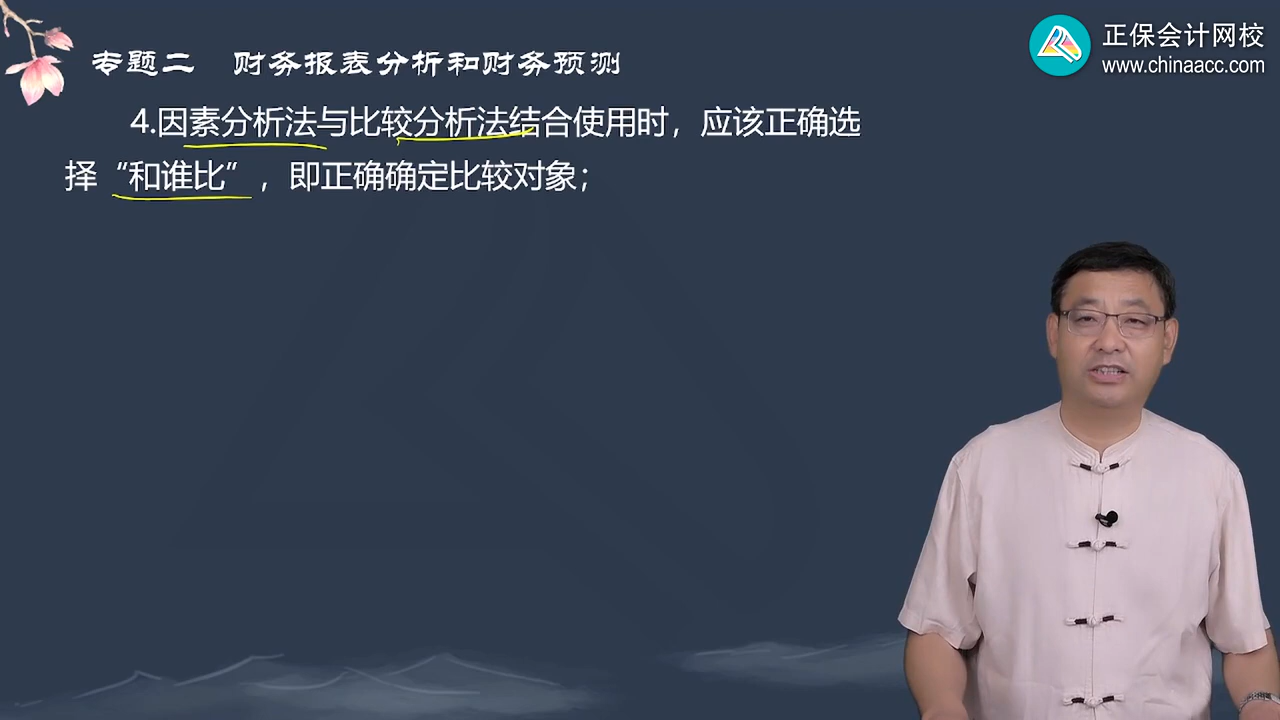 正保会计网校
www.chinaacc.com
专题二 财务报表分析和财务预测
4.因素分析法与比较分析法结合使用时，应该正确选
择“和谁比”，即正确确定比较对象；